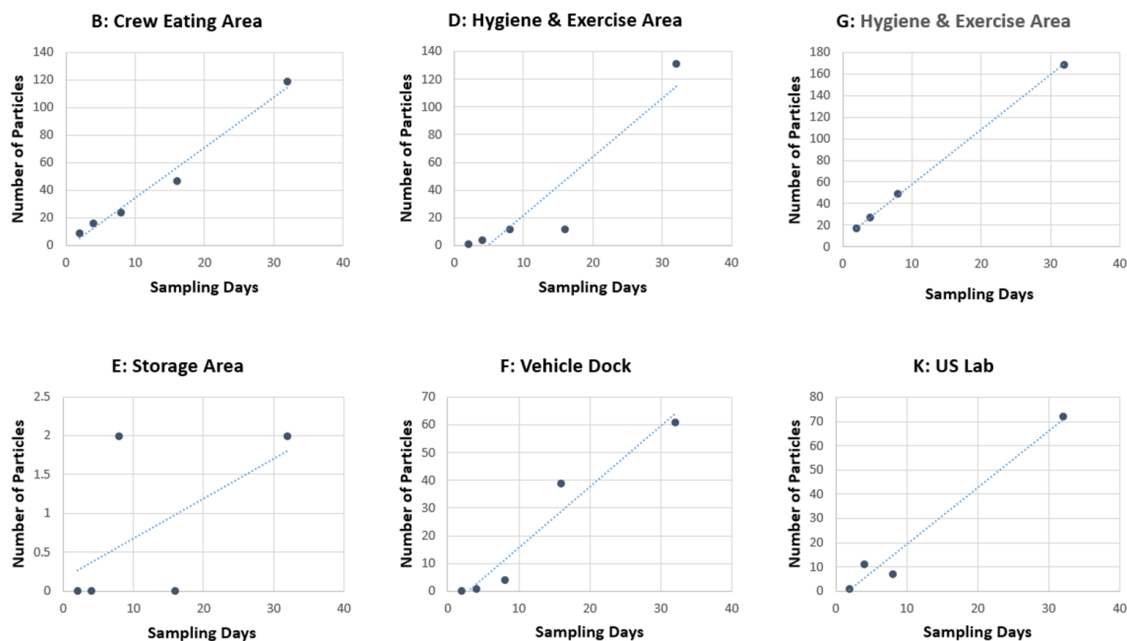 B: Crew Eating Area
140
120
100
80
60
40
20
0
0 10 20 30 40
Number of Particles
Sampling Days
D: Hygiene & Exercise Area
140
120
100
80
60
40
20
0
0 10 20 30 40
Number of Particles
Sampling Days
G: Hygiene & Exercise Area
180
160
140
120
100
80
60
40
20
0
0 10 20 30 40
Number of Particles
Sampling Days
E: Storage Area
2.5
2
1.5
1
0.5
0
0 10 20 30 40
Number of Particles
Sampling Days
F: Vehicle Dock
70
60
50
40
30
20
10
0
0 10 20 30 40
Number of Particles
Sampling Days
K: US Lab
80
70
60
50
40
30
20
10
0
0 10 20 30 40
Number of Particles
Sampling Days